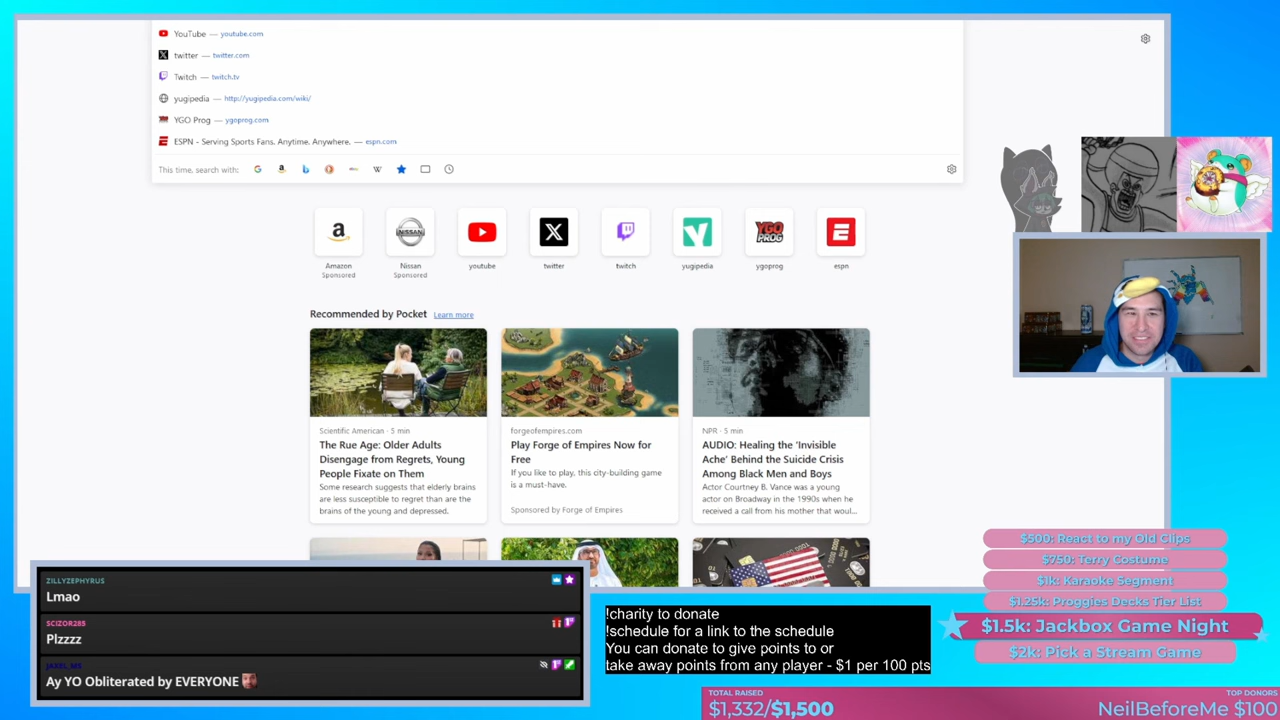 YouTube — youtube.com
twitter — twitter.com
Twitch — twitch.tv
yugipedia — http://yugipedia.com/wiki/
YGO Prog — ygoprog.com
ESPN - Serving Sports Fans. Anytime. Anywhere. — espn.com
This time, search with:
YGO
PROG
Amazon
Sponsored
Nissan
Sponsored
youtube
twitter
twitch
yugipedia
ygoprog
espn
Recommended by Pocket Learn more
Scientific American · 5 min
The Rue Age: Older Adults
Disengage from Regrets, Young
People Fixate on Them
Some research suggests that elderly brains
are less susceptible to regret than are the
brains of the young and depressed.
forgeofempires.com
Play Forge of Empires Now for
Free
If you like to play, this city-building game
is a must-have.
Sponsored by Forge of Empires
NPR · 5 min
AUDIO: Healing the 'Invisible
Ache' Behind the Suicide Crisis
Among Black Men and Boys
Actor Courtney B. Vance was a young
actor on Broadway in the 1990s when he
received a call from his mother that woul...
ZILLYZEPHYRUS
Lmao
SCIZOR285
Plzzzz
Ay YO Obliterated by EVERYONE
!charity to donate
!schedule for a link to the schedule
You can donate to give points to or
take away points from any player - $1 per 100 pts
$500: React to my Old Clips
$750: Terry Costume
$1k: Karaoke Segment
$1.25k: Proggies Decks Tier List
$1.5k: Jackbox Game Night
$2k: Pick a Stream Game
TOTAL RAISED
$1,332/$1,500
TOP DONORS
NeilBeforeMe $100